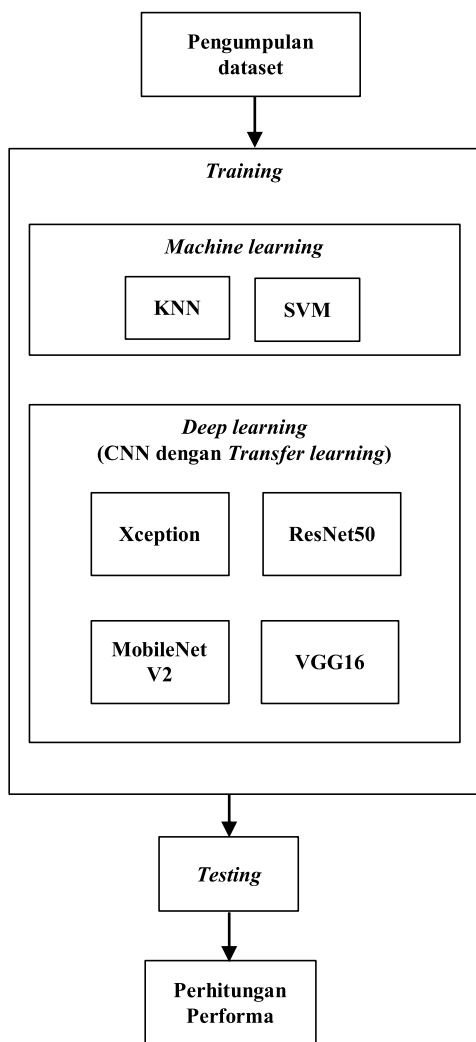 Pengumpulan
dataset
Training
Machine learning
KNN
SVM
Deep learning
(CNN dengan Transfer learning)
Xception
ResNet50
MobileNet
V2
VGG16
Testing
Perhitungan
Performa